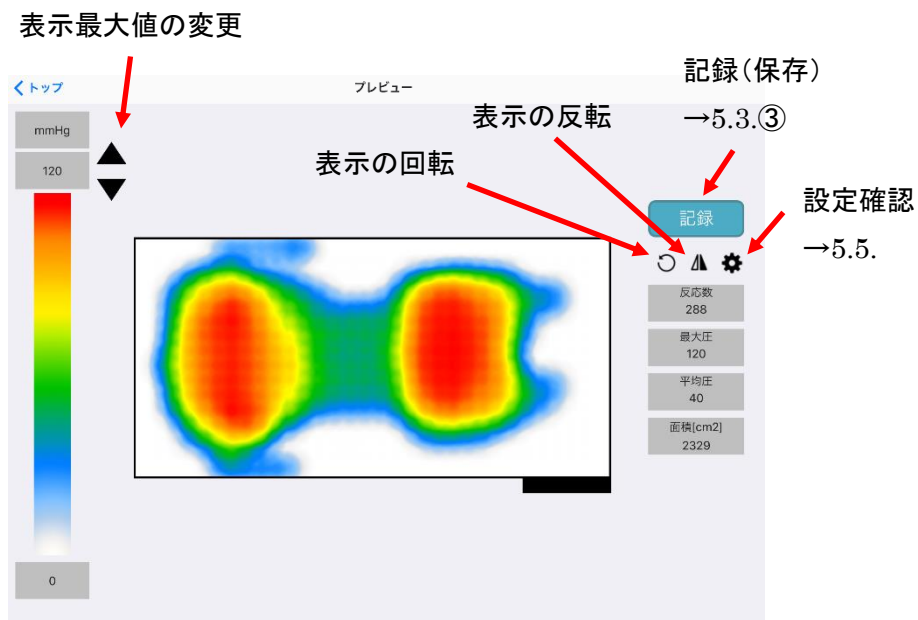 表示最大値の変更
記録(保存)
→5.3.③
トップ
プレビュー
表示の反転
mmHg
表示の回転
120
設定確認
→5.5.
記録
反応数
288
最大圧
120
平均圧
40
面積[cm2]
2329
0